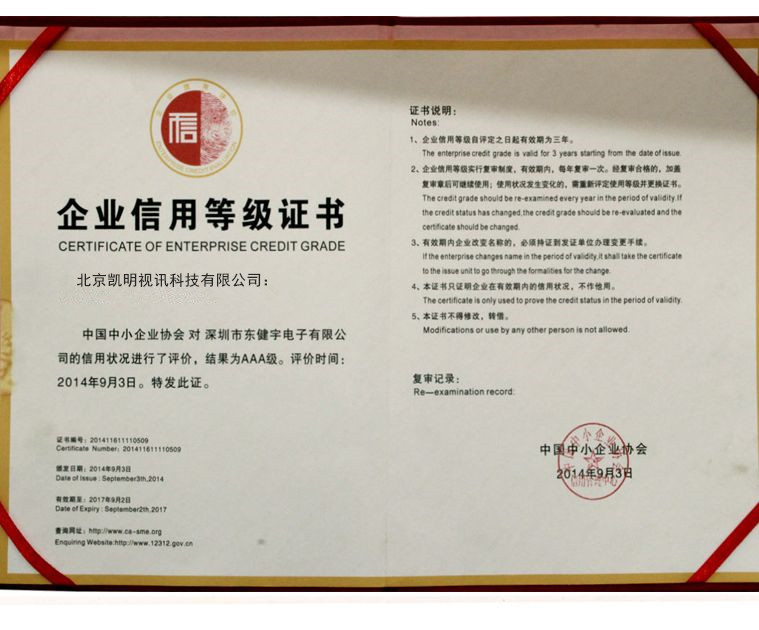 企业信用评价
信
ENTERPRISE CREDIT EVALUATION
企业信用等级证书
CERTIFICATE OF ENTERPRISE CREDIT GRADE
北京凯明视讯科技有限公司：
中国中小企业协会 对 深圳市东健宇电子有限公
司的信用状况进行了评价，结果为AAA级。评价时间：
2014年9月3日。特发此证。
证书编号：201411611110509
Certificate Number：201411611110509
颁发日期：2014年9月3日
Date of Issue：September3th,2014
有效期至：2017年9月2日
Date of Expiry：September2th,2017
查询网址：http://www.ca-sme.org
Enquiring Website:http://www.12312.gov.cn
证书说明：
Notes:
1、企业信用等级自评定之日起有效期为三年。
The enterprise credit grade is valid for 3 years starting from the date of issue.
2、企业信用等级实行复审制度，有效期内，每年复审一次。经复审合格的，加盖
复审章后可继续使用；使用状况发生变化的，需重新评定使用等级并更换证书。
The credit grade should be re-examined every year in the period of validity.If
the credit status has changed,the credit grade should be re-evaluated and the
certificate should be changed.
3、有效期内企业改变名称的，必须持证到发证单位办理变更手续。
If the enterprise changes name in the period of validity,it shall take the certificate
to the issue unit to go through the formalities for the change.
4、本证书只证明企业在有效期内的信用状况，不作他用。
The certificate is only used to prove the credit status in the period of validity.
5、本证书不得修改，转借。
Modifications or use by any other person is not allowed.
复审记录：
Re—examination record:
中国中小企业协会
2014年9月3日